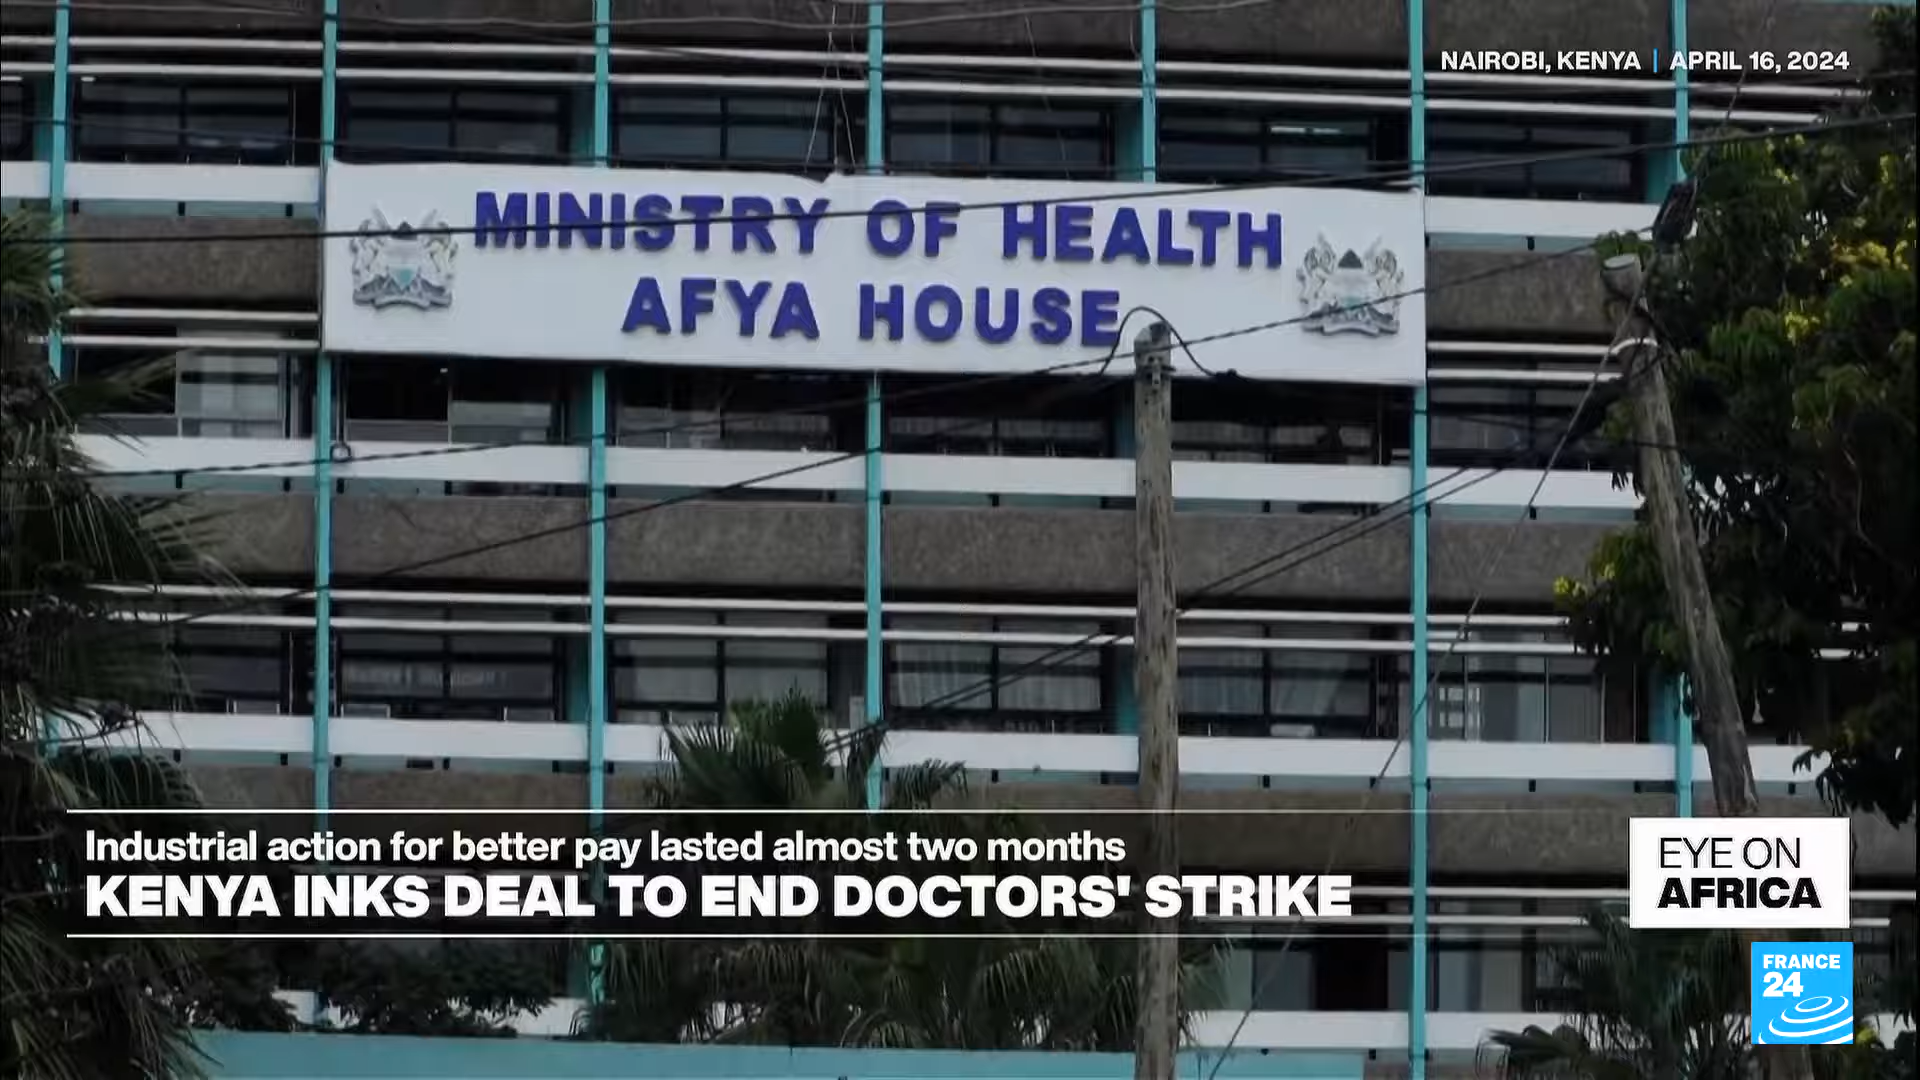 NAIROBI, KENYA | APRIL 16, 2024
MINISTRY OF HEALTH
AFYA HOUSE
Industrial action for better pay lasted almost two months
KENYA INKS DEAL TO END DOCTORS' STRIKE
EYE ON
AFRICA
FRANCE
24